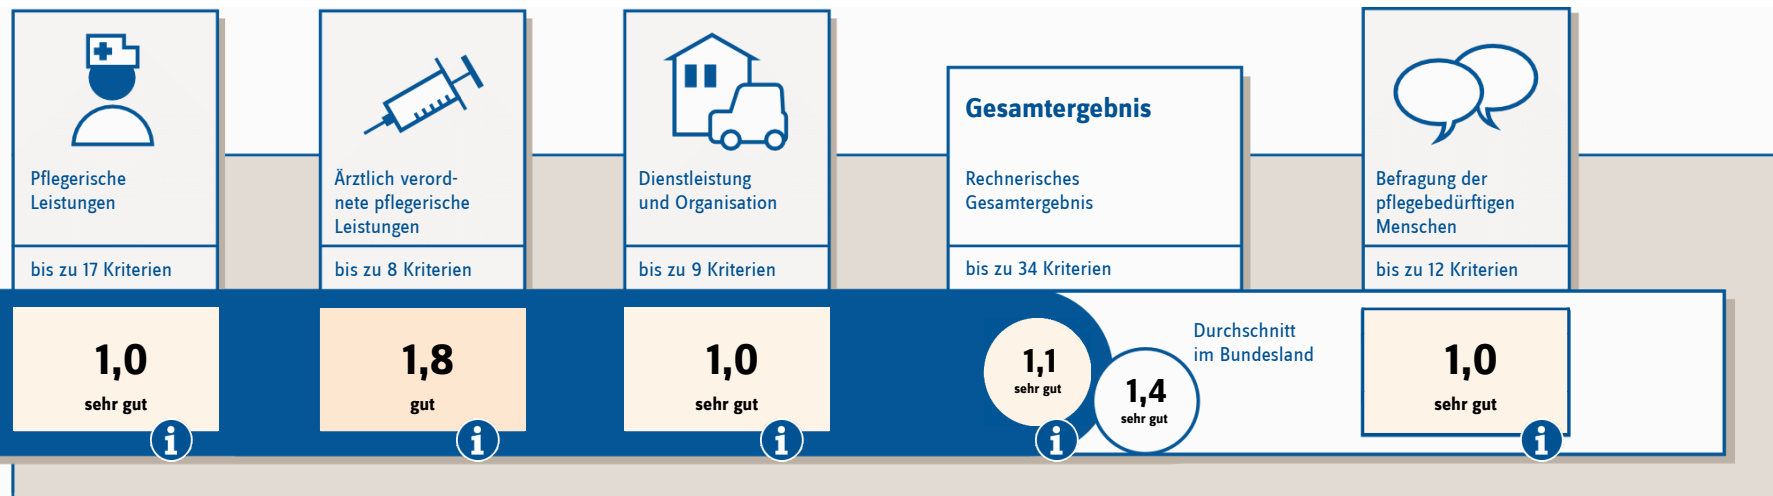 Pflegerische
Leistungen
bis zu 17 Kriterien
1,0
sehr gut
i
Ärztlich verord-
nete pflegerische
Leistungen
bis zu 8 Kriterien
1,8
gut
i
Dienstleistung
und Organisation
bis zu 9 Kriterien
1,0
sehr gut
i
Gesamtergebnis
Rechnerisches
Gesamtergebnis
bis zu 34 Kriterien
1,1
sehr gut
i
1,4
sehr gut
Durchschnitt
im Bundesland
Befragung der
pflegebedürftigen
Menschen
bis zu 12 Kriterien
1,0
sehr gut
i